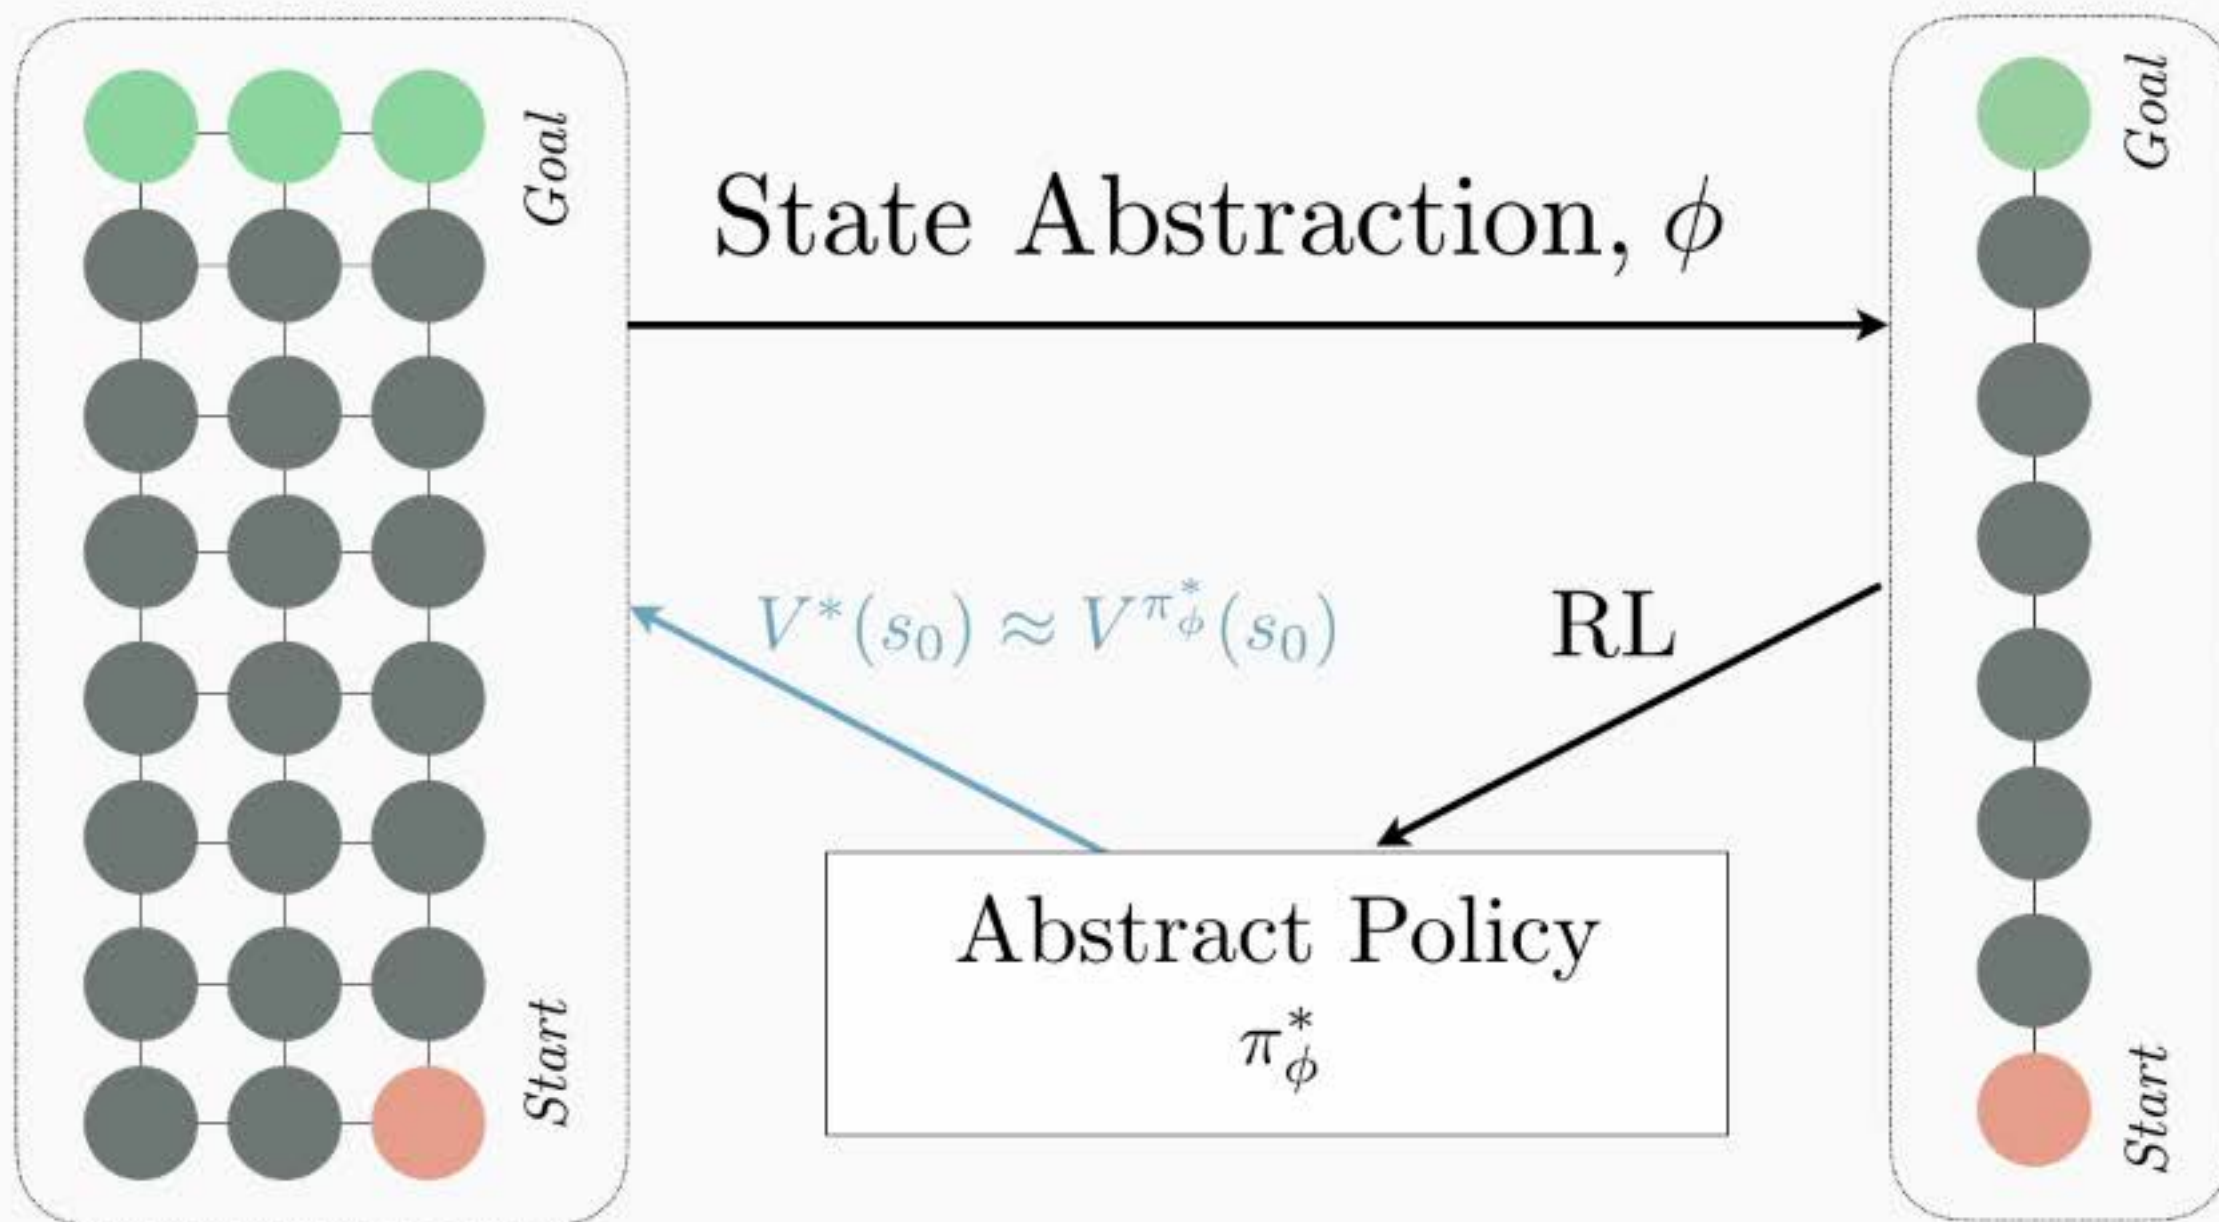 Goal
Start
State Abstraction, ϕ
V*(s₀) ≈ V^{π*_ϕ}(s₀)
RL
Abstract Policy
π*_ϕ
Goal
Start